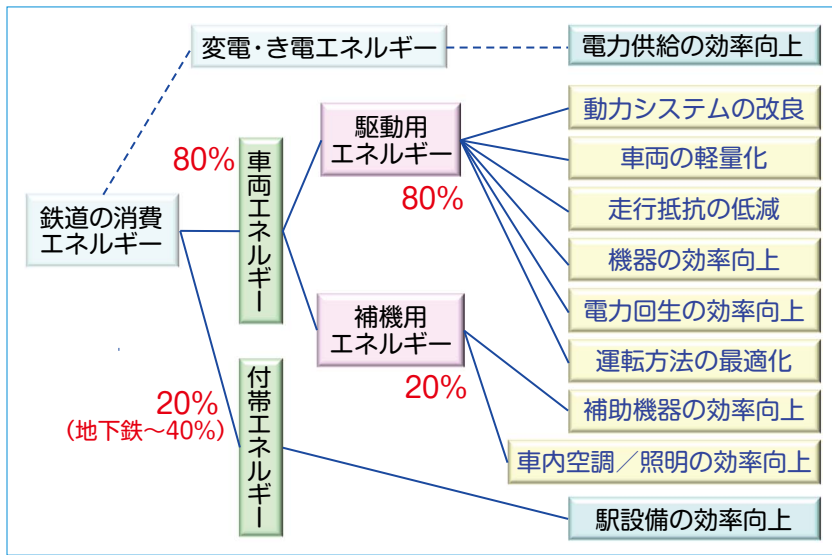 変電・き電エネルギー
電力供給の効率向上
鉄道の消費
エネルギー
80%
車両エネルギー
20%
(地下鉄～40%)
付帯エネルギー
駆動用
エネルギー
80%
補機用
エネルギー
20%
動力システムの改良
車両の軽量化
走行抵抗の低減
機器の効率向上
電力回生の効率向上
運転方法の最適化
補助機器の効率向上
車内空調／照明の効率向上
駅設備の効率向上